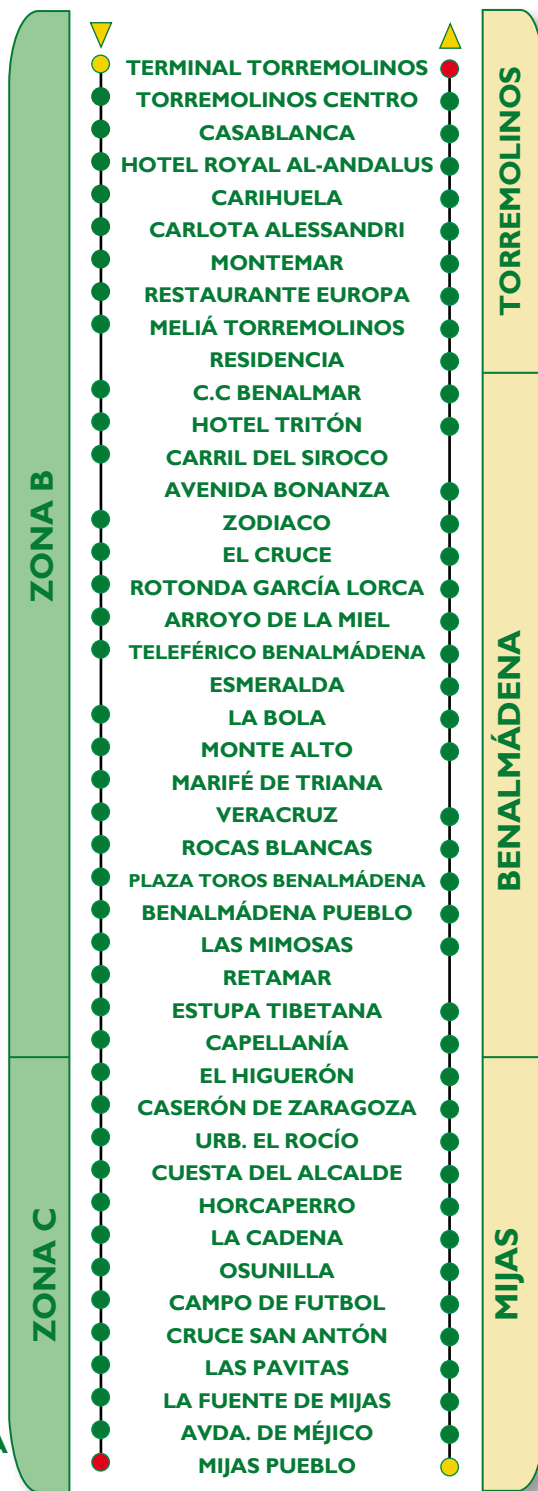 TERMINAL TORREMOLINOS
TORREMOLINOS CENTRO
CASABLANCA
HOTEL ROYAL AL-ANDALUS
CARIHUELA
CARLOTA ALESSANDRI
MONTEMAR
RESTAURANTE EUROPA
MELIÁ TORREMOLINOS
RESIDENCIA
C.C BENALMAR
HOTEL TRITÓN
CARRIL DEL SIROCO
AVENIDA BONANZA
ZODIACO
EL CRUCE
ROTONDA GARCÍA LORCA
ARROYO DE LA MIEL
TELEFÉRICO BENALMÁDENA
ESMERALDA
LA BOLA
MONTE ALTO
MARIFÉ DE TRIANA
VERACRUZ
ROCAS BLANCAS
PLAZA TOROS BENALMÁDENA
BENALMÁDENA PUEBLO
LAS MIMOSAS
RETAMAR
ESTUPA TIBETANA
CAPELLANÍA
EL HIGUERÓN
CASERÓN DE ZARAGOZA
URB. EL ROCÍO
CUESTA DEL ALCALDE
HORCAPERRO
LA CADENA
OSUNILLA
CAMPO DE FUTBOL
CRUCE SAN ANTÓN
LAS PAVITAS
LA FUENTE DE MIJAS
AVDA. DE MÉJICO
MIJAS PUEBLO
ZONA B
ZONA C
TORREMOLINOS
BENALMÁDENA
MIJAS